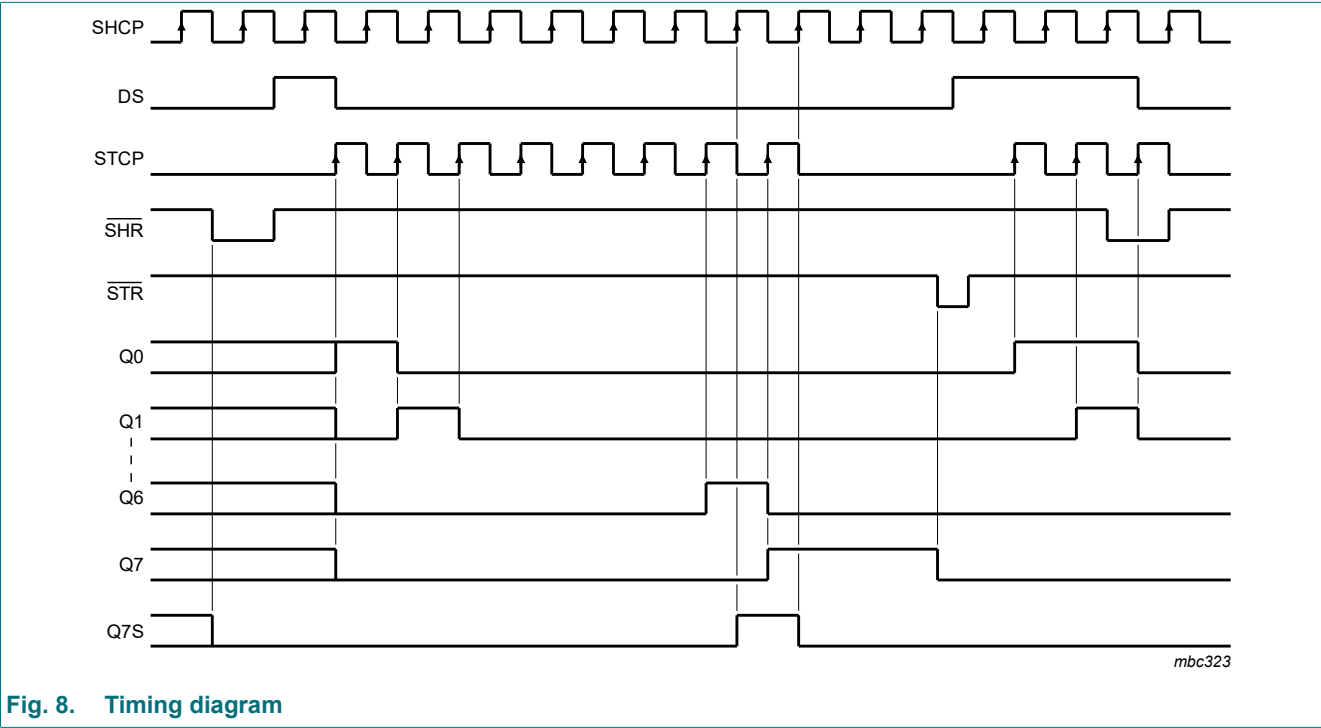 SHCP
DS
STCP
SHR
STR
Q0
Q1
Q6
Q7
Q7S
mbc323
Fig. 8. Timing diagram